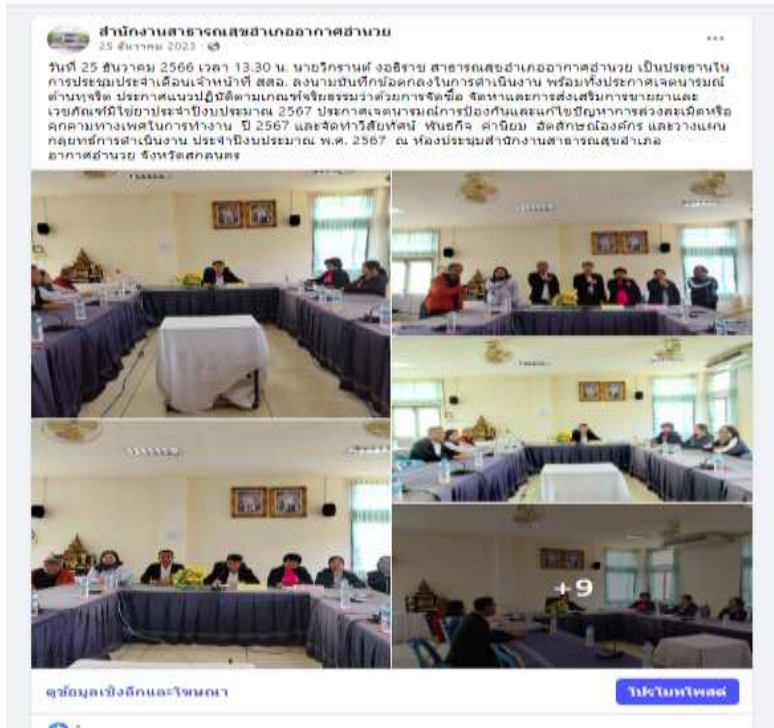 สำนักงานสาธารณสุขอำเภออากาศอำนวย
25 ธันวาคม 2023
วันที่ 25 ธันวาคม 2566 เวลา 13.30 น. นายวิกรานต์ งอธิราช สาธารณสุขอำเภออากาศอำนวย เป็นประธานใน
การประชุมประจำเดือนเจ้าหน้าที่ สสอ. ลงนามบันทึกข้อตกลงในการดำเนินงาน พร้อมทั้งประกาศเจตนารมณ์
ต้านทุจริต ประกาศแนวปฏิบัติตามเกณฑ์จริยธรรมว่าด้วยการจัดซื้อ จัดหาและการส่งเสริมการขายยาและ
เวชภัณฑ์มิใช่ยาประจำปีงบประมาณ 2567 ประกาศเจตนารมณ์การป้องกันและแก้ไขปัญหาการล่วงละเมิดหรือ
คุกคามทางเพศในการทำงาน ปี 2567 และจัดทำวิสัยทัศน์ พันธกิจ ค่านิยม อัตลักษณ์องค์กร และวางแผน
กลยุทธ์การดำเนินงาน ประจำปีงบประมาณ พ.ศ. 2567 ณ ห้องประชุมสำนักงานสาธารณสุขอำเภอ
อากาศอำนวย จังหวัดสกลนคร
+9
ดูข้อมูลเชิงลึกและโฆษณา
โปรโมทโพสต์